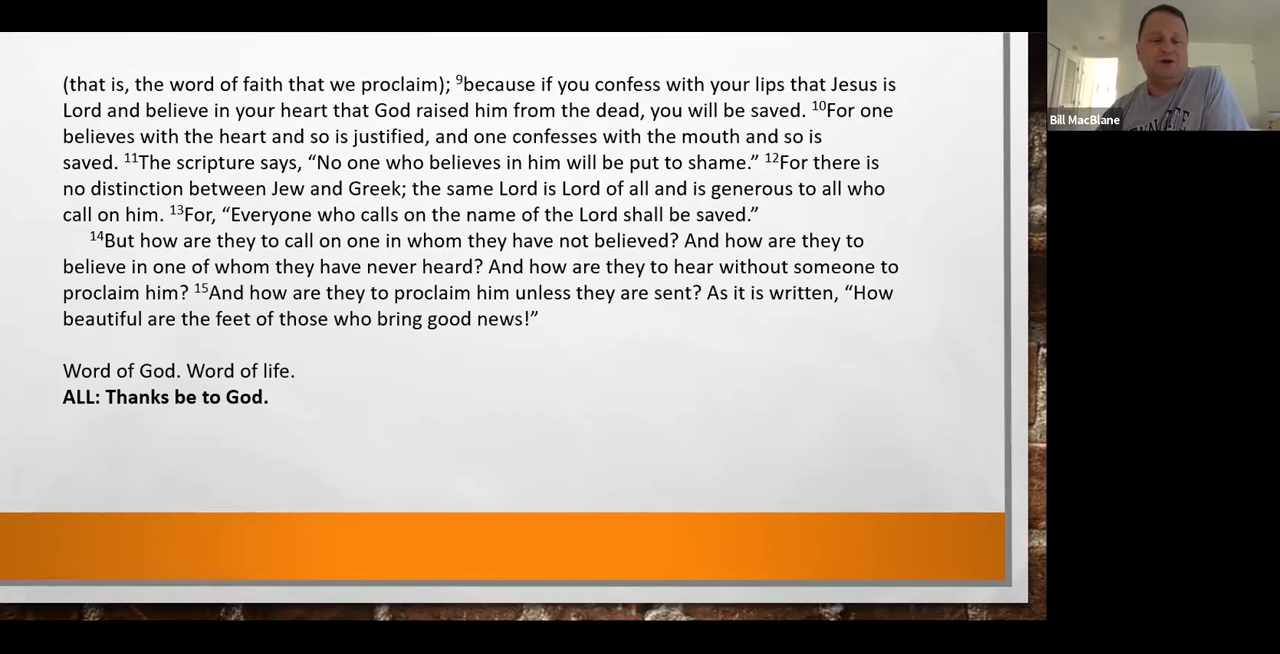 (that is, the word of faith that we proclaim); ⁹because if you confess with your lips that Jesus is
Lord and believe in your heart that God raised him from the dead, you will be saved. ¹⁰For one
believes with the heart and so is justified, and one confesses with the mouth and so is
saved. ¹¹The scripture says, “No one who believes in him will be put to shame.” ¹²For there is
no distinction between Jew and Greek; the same Lord is Lord of all and is generous to all who
call on him. ¹³For, “Everyone who calls on the name of the Lord shall be saved.”
¹⁴But how are they to call on one in whom they have not believed? And how are they to
believe in one of whom they have never heard? And how are they to hear without someone to
proclaim him? ¹⁵And how are they to proclaim him unless they are sent? As it is written, “How
beautiful are the feet of those who bring good news!”
Word of God. Word of life.
ALL: Thanks be to God.
Bill MacBlane